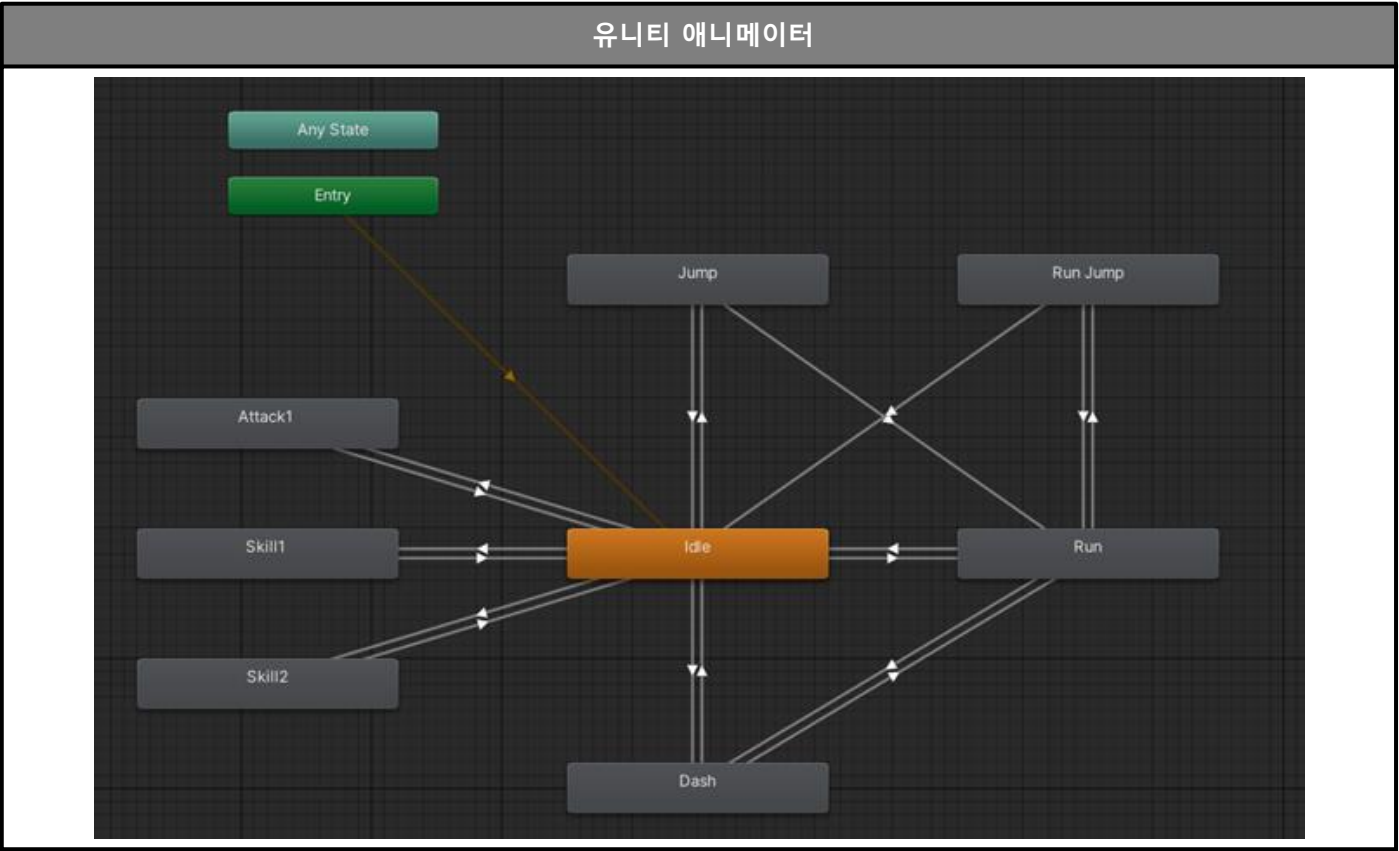 유니티 애니메이터
Any State
Entry
Jump
Run Jump
Attack1
Skill1
Idle
Run
Skill2
Dash